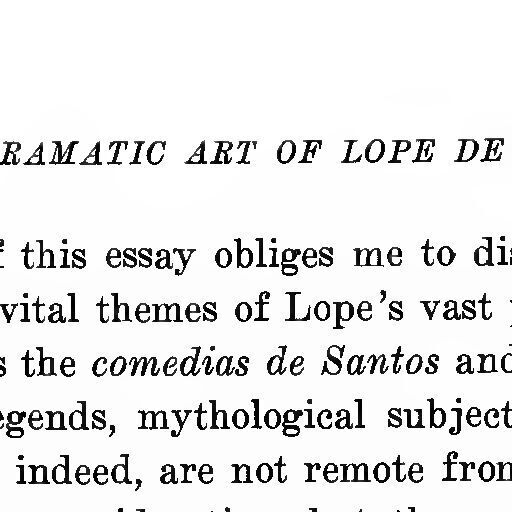 RAMATIC ART OF LOPE DE
this essay obliges me to dis
vital themes of Lope's vast
s the comedias de Santos and
egends, mythological subject
indeed, are not remote from